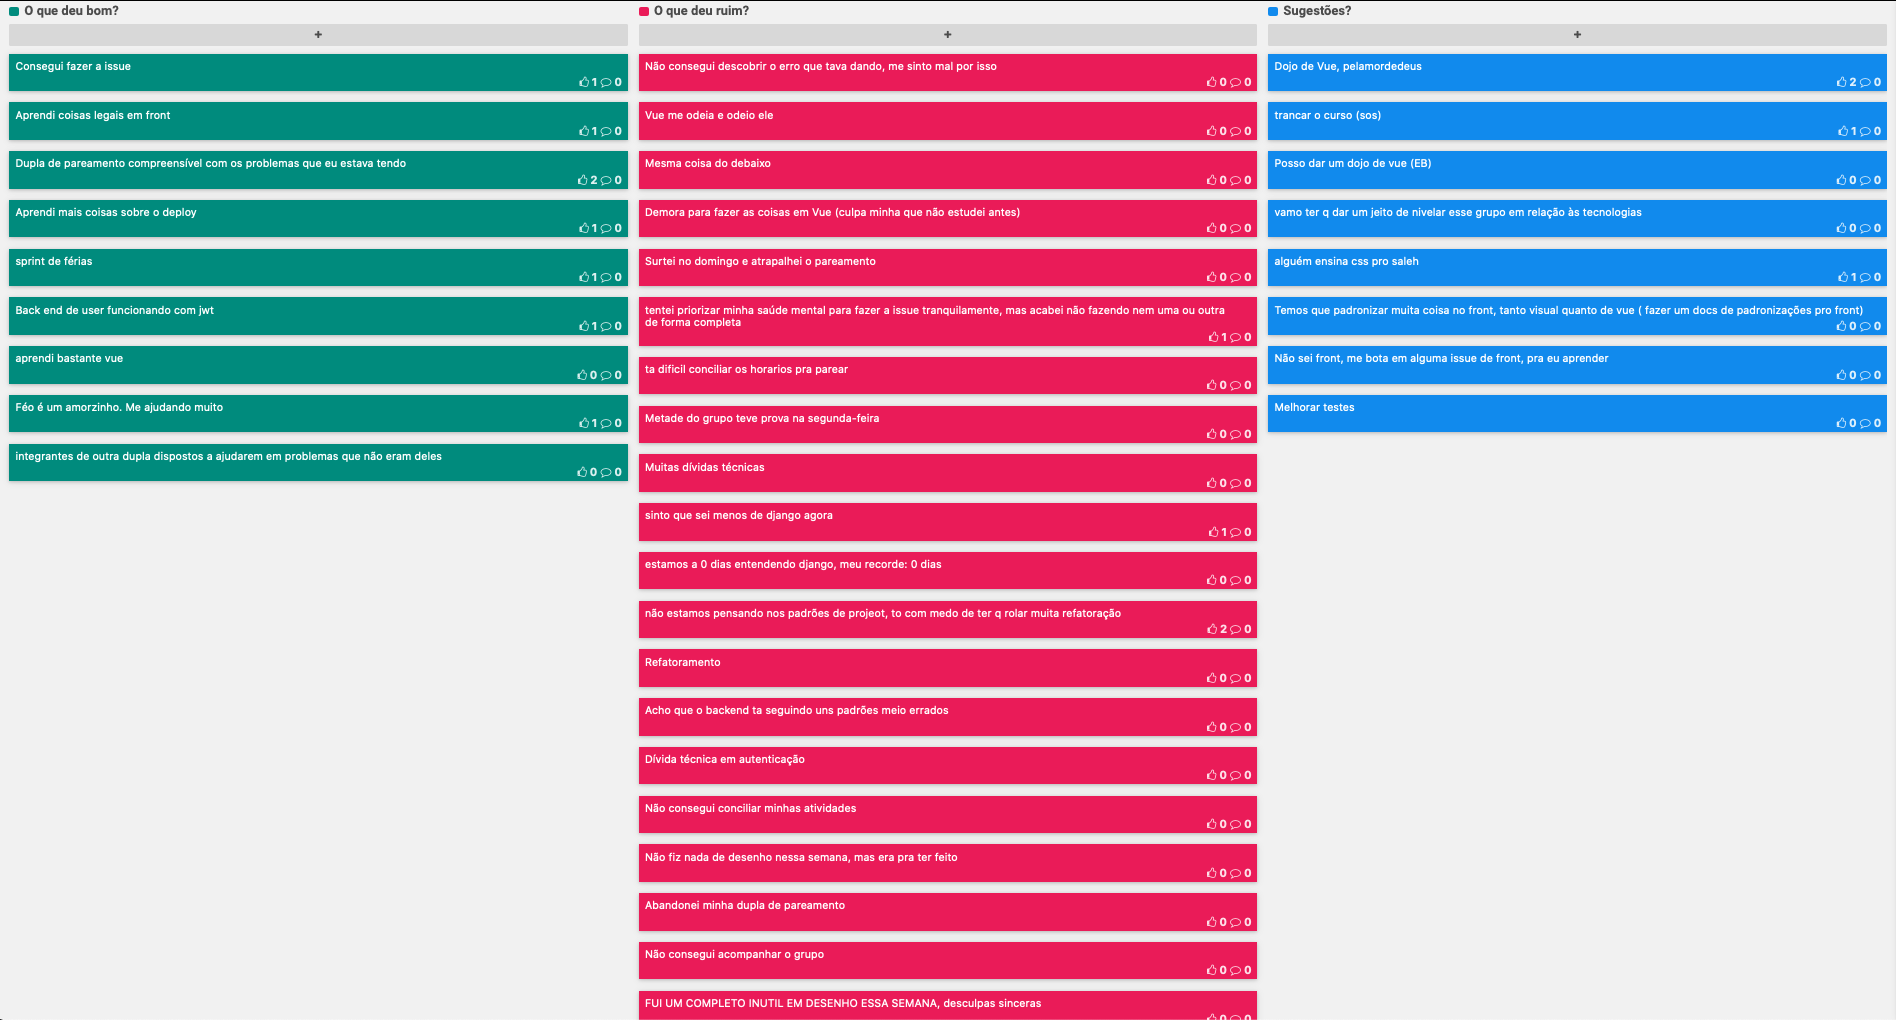 O que deu bom?
+
Consegui fazer a issue
1 0
Aprendi coisas legais em front
1 0
Dupla de pareamento compreensível com os problemas que eu estava tendo
2 0
Aprendi mais coisas sobre o deploy
1 0
sprint de férias
1 0
Back end de user funcionando com jwt
1 0
aprendi bastante vue
0 0
Féo é um amorzinho. Me ajudando muito
1 0
integrantes de outra dupla dispostos a ajudarem em problemas que não eram deles
0 0
O que deu ruim?
+
Não consegui descobrir o erro que tava dando, me sinto mal por isso
0 0
Vue me odeia e odeio ele
0 0
Mesma coisa do debaixo
0 0
Demora para fazer as coisas em Vue (culpa minha que não estudei antes)
0 0
Surtei no domingo e atrapalhei o pareamento
0 0
tentei priorizar minha saúde mental para fazer a issue tranquilamente, mas acabei não fazendo nem uma ou outra
de forma completa
1 0
ta dificil conciliar os horarios pra parear
0 0
Metade do grupo teve prova na segunda-feira
0 0
Muitas dívidas técnicas
0 0
sinto que sei menos de django agora
1 0
estamos a 0 dias entendendo django, meu recorde: 0 dias
0 0
não estamos pensando nos padrões de projeot, to com medo de ter q rolar muita refatoração
2 0
Refatoramento
0 0
Acho que o backend ta seguindo uns padrões meio errados
0 0
Dívida técnica em autenticação
0 0
Não consegui conciliar minhas atividades
0 0
Não fiz nada de desenho nessa semana, mas era pra ter feito
0 0
Abandonei minha dupla de pareamento
0 0
Não consegui acompanhar o grupo
0 0
FUI UM COMPLETO INUTIL EM DESENHO ESSA SEMANA, desculpas sinceras
0 0
Sugestões?
+
Dojo de Vue, pelamordedeus
2 0
trancar o curso (sos)
1 0
Posso dar um dojo de vue (EB)
0 0
vamo ter q dar um jeito de nivelar esse grupo em relação às tecnologias
0 0
alguém ensina css pro saleh
1 0
Temos que padronizar muita coisa no front, tanto visual quanto de vue ( fazer um docs de padronizações pro front)
0 0
Não sei front, me bota em alguma issue de front, pra eu aprender
0 0
Melhorar testes
0 0